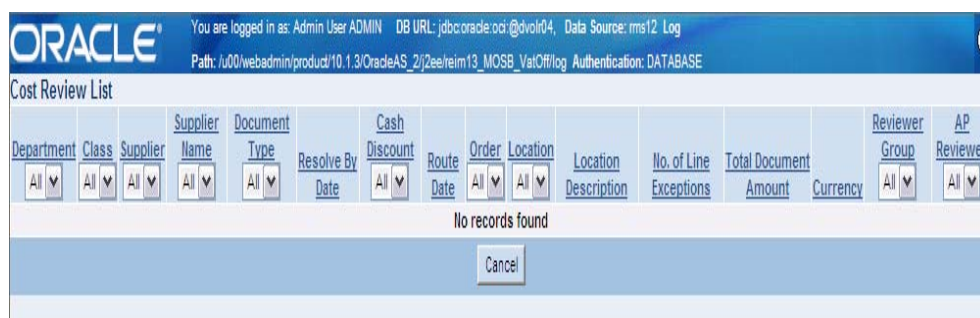 ORACLE
You are logged in as: Admin User ADMIN DB URL: jdbc:oracle:oci:@dvolr04, Data Source: rms12 Log
Path: /u00/webadmin/product/10.1.3/OracleAS_2/j2ee/reim13_MOSB_VatOff/log Authentication: DATABASE
Cost Review List
Department All
Class All
Supplier All
Supplier Name All
Document Type All
Resolve By Date
Cash Discount All
Route Date
Order All
Location All
Location Description
No. of Line Exceptions
Total Document Amount
Currency
Reviewer Group All
AP Reviewe All
No records found
Cancel